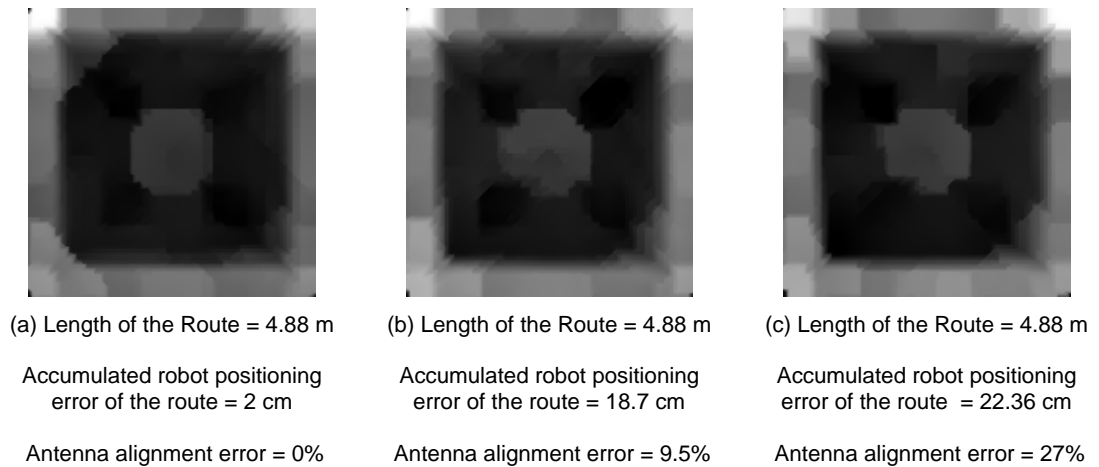 (a) Length of the Route = 4.88 m
Accumulated robot positioning
error of the route = 2 cm
Antenna alignment error = 0%
(b) Length of the Route = 4.88 m
Accumulated robot positioning
error of the route = 18.7 cm
Antenna alignment error = 9.5%
(c) Length of the Route = 4.88 m
Accumulated robot positioning
error of the route = 22.36 cm
Antenna alignment error = 27%